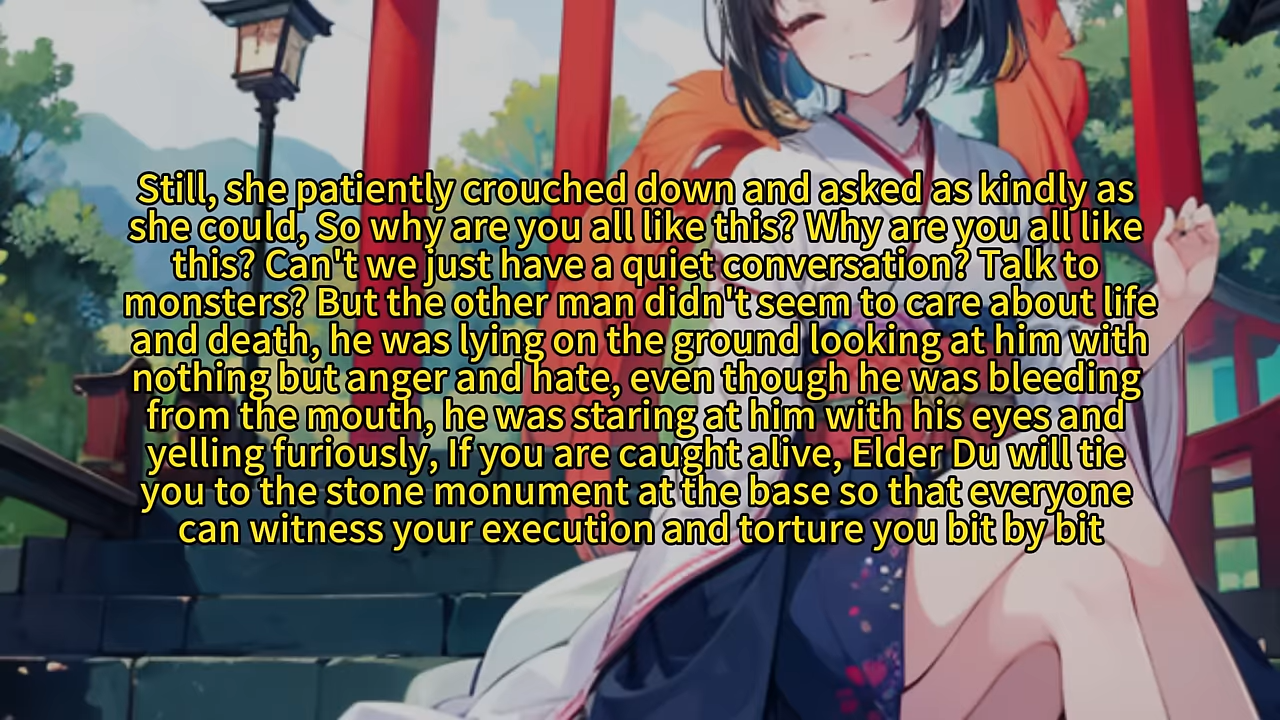 Still, she patiently crouched down and asked as kindly as
she could, So why are you all like this? Why are you all like
this? Can't we just have a quiet conversation? Talk to
monsters? But the other man didn't seem to care about life
and death, he was lying on the ground looking at him with
nothing but anger and hate, even though he was bleeding
from the mouth, he was staring at him with his eyes and
yelling furiously, If you are caught alive, Elder Du will tie
you to the stone monument at the base so that everyone
can witness your execution and torture you bit by bit